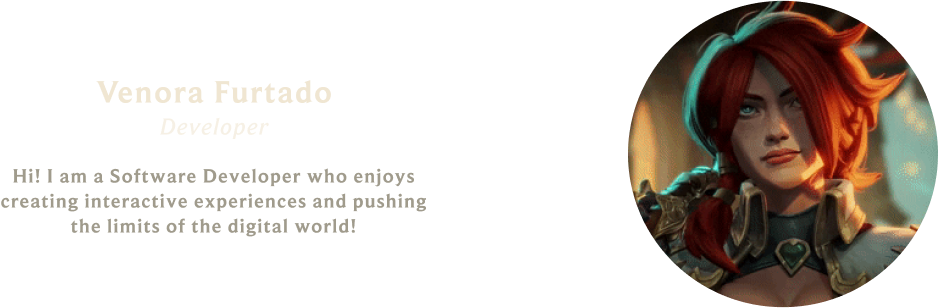 Venora Furtado
Developer
Hi! I am a Software Developer who enjoys
creating interactive experiences and pushing
the limits of the digital world!